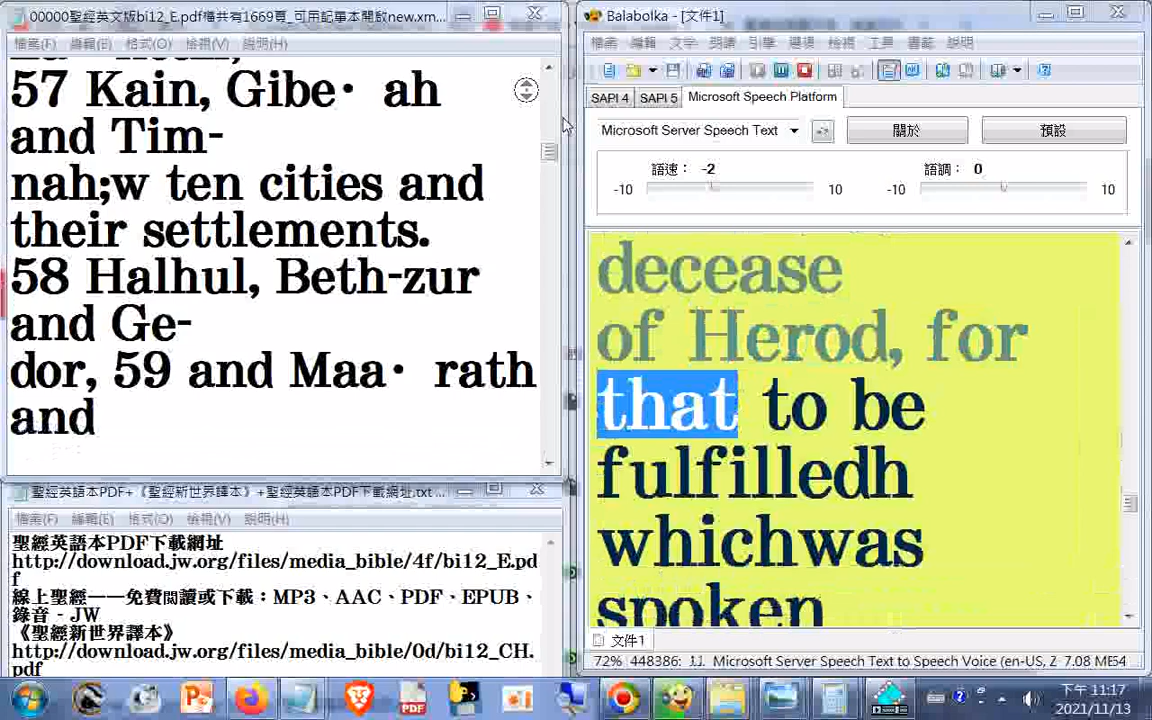 00000聖經英文版bi12_E.pdf檔共有1669頁_可用記事本開啟new.xm...
檔案(F) 編輯(E) 格式(O) 檢視(V) 說明(H)
57 Kain, Gibe· ah
and Tim-
nah;w ten cities and
their settlements.
58 Halhul, Beth-zur
and Ge-
dor, 59 and Maa· rath
and
聖經英語本PDF+《聖經新世界譯本》+聖經英語本PDF下載網址.txt ...
檔案(F) 編輯(E) 格式(O) 檢視(V) 說明(H)
聖經英語本PDF下載網址
http://download.jw.org/files/media_bible/4f/bi12_E.pd
f
線上聖經——免費閱讀或下載：MP3、AAC、PDF、EPUB、
錄音 - JW
《聖經新世界譯本》
http://download.jw.org/files/media_bible/0d/bi12_CH.
pdf
Balabolka - [文件1]
檔案 編輯 文字 朗讀 引擎 選項 檢視 工具 書籤 說明
SAPI 4 SAPI 5 Microsoft Speech Platform
Microsoft Server Speech Text 關於 預設
語速： -2 語調： 0
-10 10 -10 10
decease
of Herod, for
that to be
fulfilledh
whichwas
spoken
文件1
72% 448386: Microsoft Server Speech Text to Speech Voice (en-US, Z 7.08 ME54
下午 11:17
2021/11/13